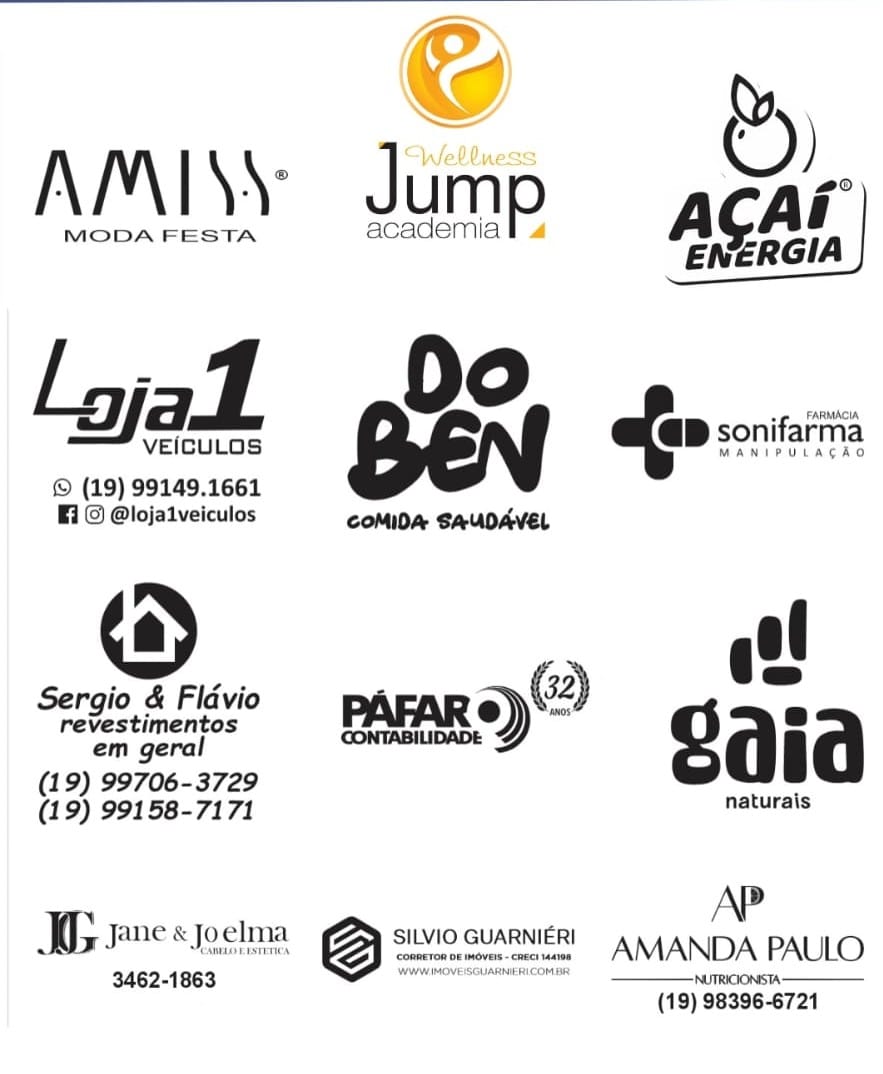 AMISS®
MODA FESTA
Wellness
Jump
academia
AÇAÍ®
ENERGIA
Loja1
VEÍCULOS
(19) 99149.1661
@loja1veiculos
DO
BEN
COMIDA SAUDÁVEL
FARMÁCIA
sonifarma
MANIPULAÇÃO
Sergio & Flávio
revestimentos
em geral
(19) 99706-3729
(19) 99158-7171
PÁFAR
CONTABILIDADE
32
ANOS
gaia
naturais
JJG Jane & Joelma
CABELO E ESTETICA
3462-1863
SILVIO GUARNIÉRI
CORRETOR DE IMÓVEIS - CRECI 144198
WWW.IMOVEISGUARNIERI.COM.BR
AP
AMANDA PAULO
NUTRICIONISTA
(19) 98396-6721